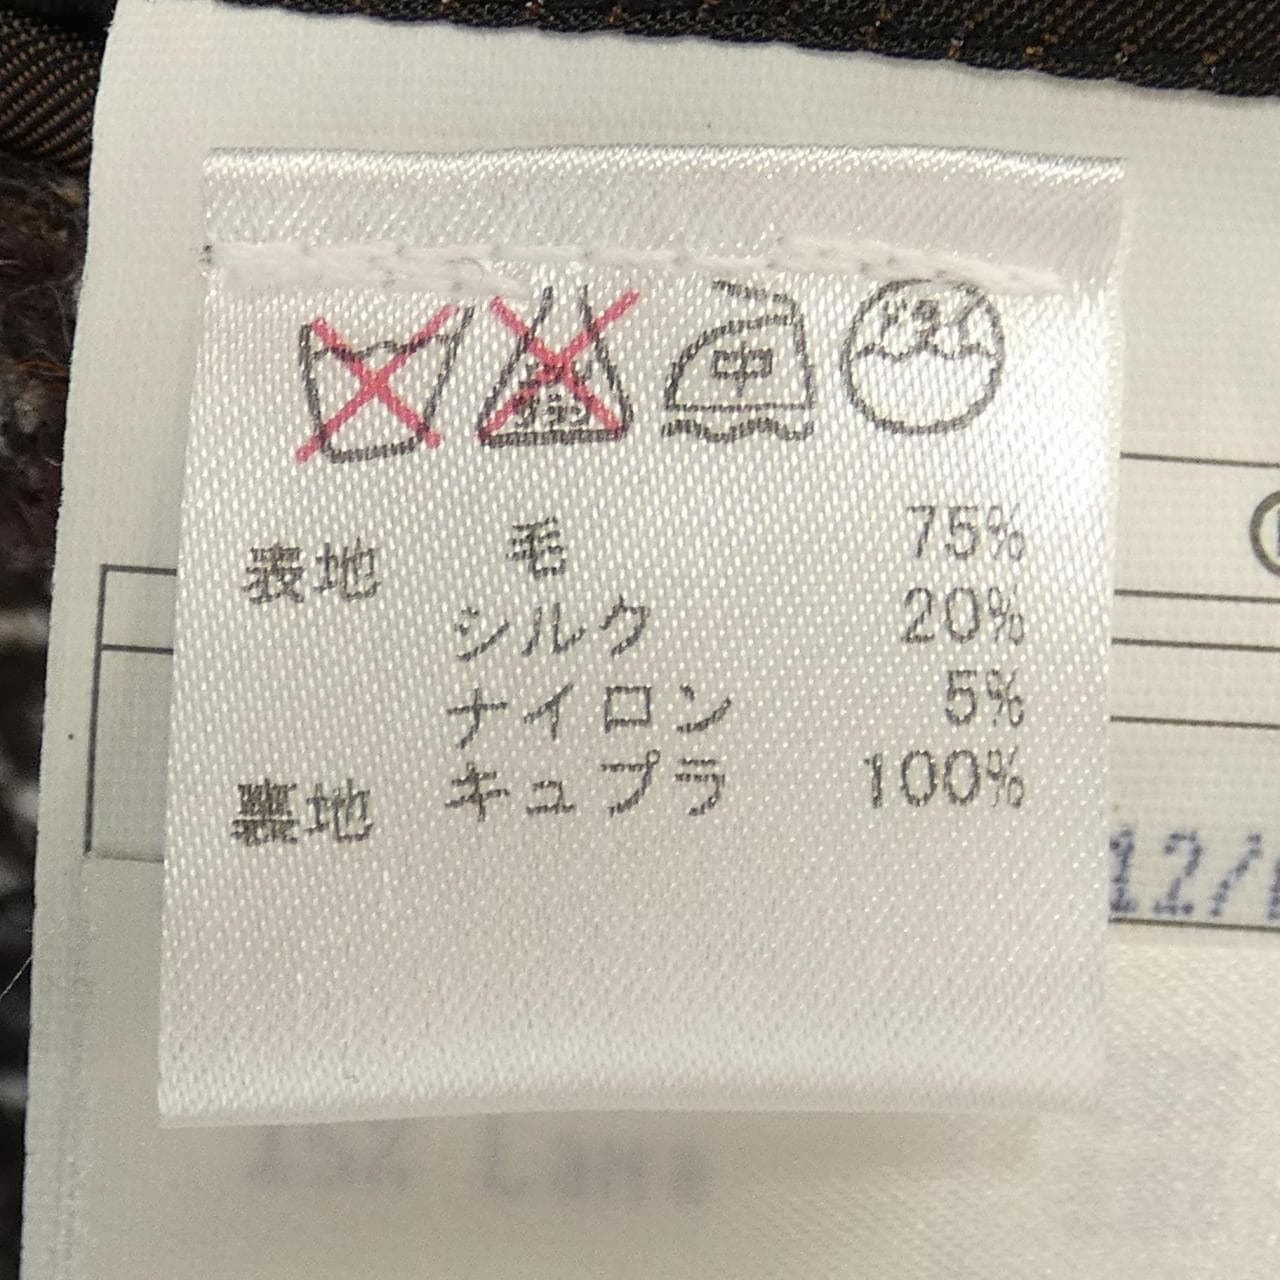 中 ドライ
表地 毛 75%
シルク 20%
ナイロン 5%
裏地 キュプラ 100%
12/